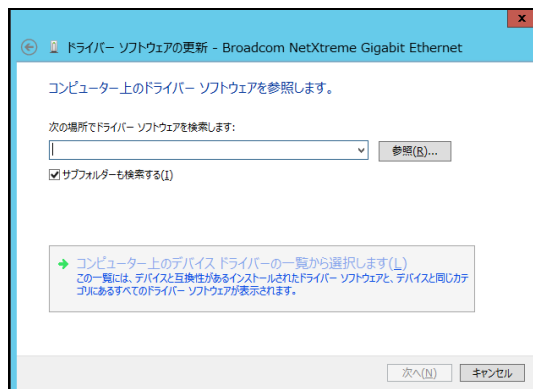 x
ドライバー ソフトウェアの更新 - Broadcom NetXtreme Gigabit Ethernet
コンピューター上のドライバー ソフトウェアを参照します。
次の場所でドライバー ソフトウェアを検索します:
参照(R)...
サブフォルダーも検索する(I)
コンピューター上のデバイス ドライバーの一覧から選択します(L)
この一覧には、デバイスと互換性があるインストールされたドライバー ソフトウェアと、デバイスと同じカテ
ゴリにあるすべてのドライバー ソフトウェアが表示されます。
次へ(N)
キャンセル